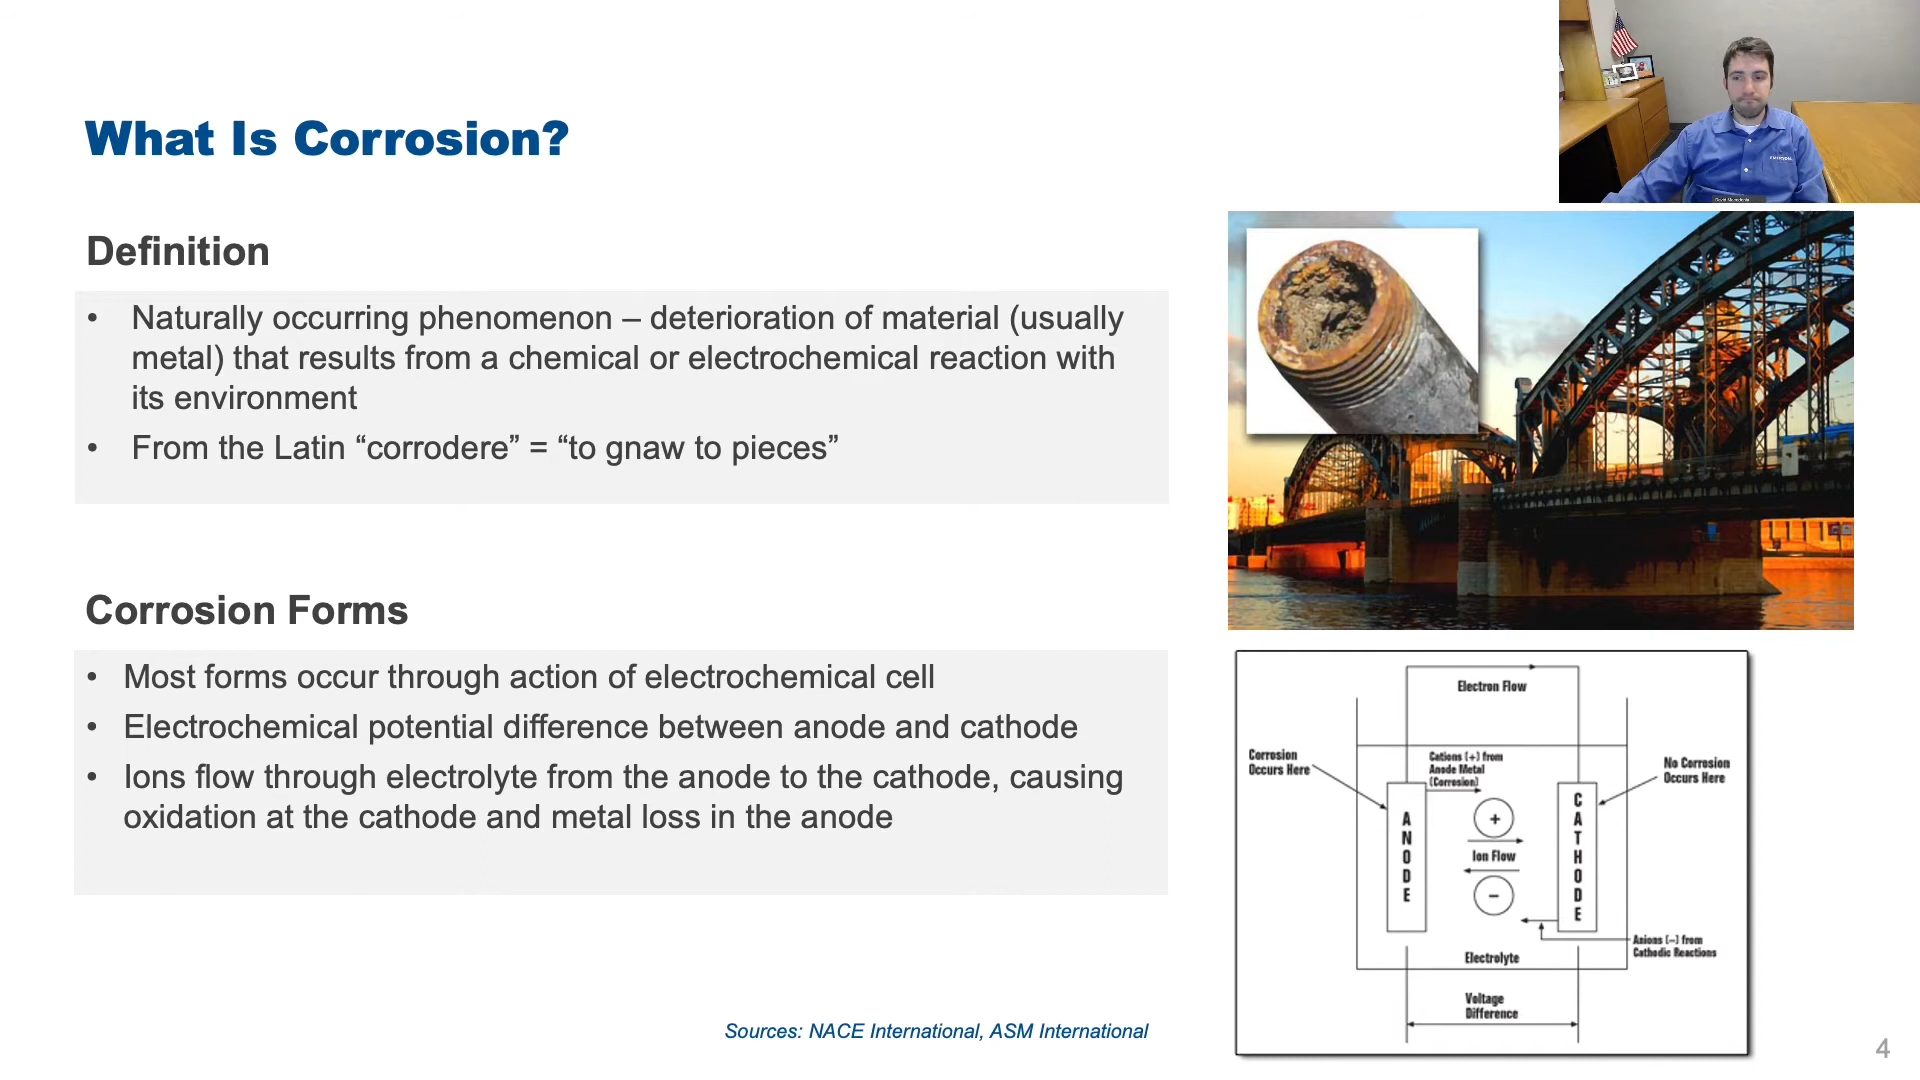 What Is Corrosion?
Definition
• Naturally occurring phenomenon – deterioration of material (usually
metal) that results from a chemical or electrochemical reaction with
its environment
• From the Latin “corrodere” = “to gnaw to pieces”
Corrosion Forms
• Most forms occur through action of electrochemical cell
• Electrochemical potential difference between anode and cathode
• Ions flow through electrolyte from the anode to the cathode, causing
oxidation at the cathode and metal loss in the anode
Sources: NACE International, ASM International
Electron Flow
Corrosion
Occurs Here
Cations (+) from
Anode Metal
(Corrosion)
No Corrosion
Occurs Here
ANODE
+
Ion Flow
−
CATHODE
Anions (–) from
Cathodic Reactions
Electrolyte
Voltage
Difference
4